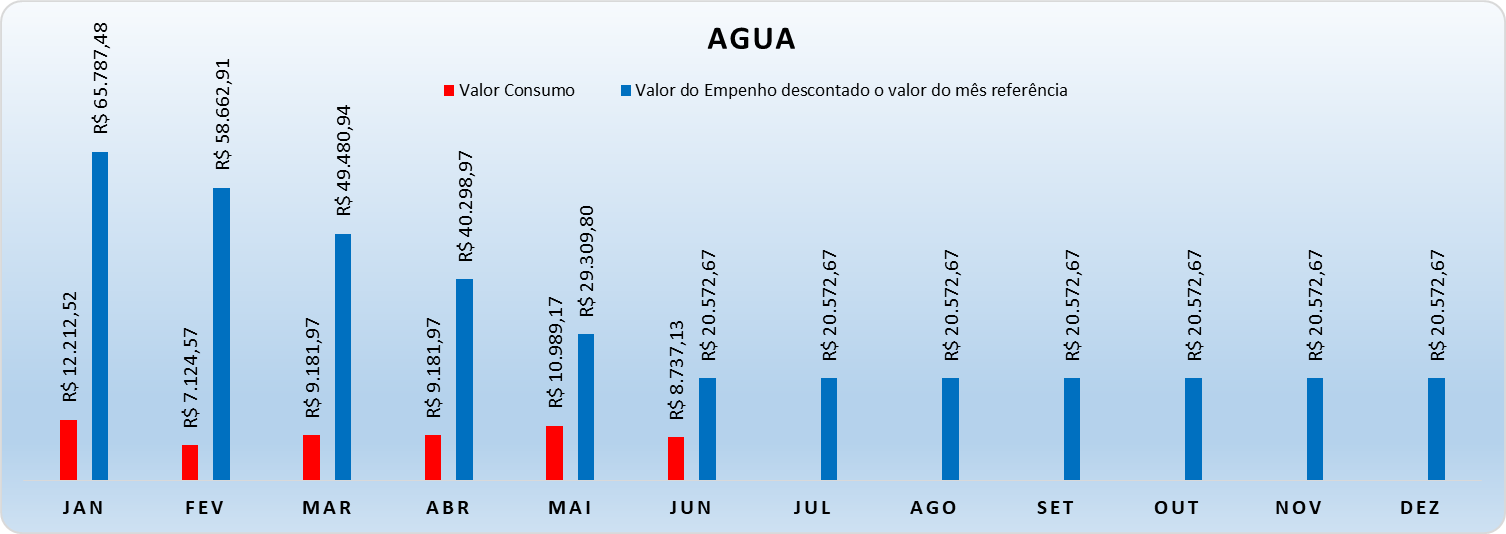 AGUA
Valor Consumo
Valor do Empenho descontado o valor do mês referência
R$ 12.212,52
R$ 65.787,48
R$ 7.124,57
R$ 58.662,91
R$ 9.181,97
R$ 49.480,94
R$ 9.181,97
R$ 40.298,97
R$ 10.989,17
R$ 29.309,80
R$ 8.737,13
R$ 20.572,67
R$ 20.572,67
R$ 20.572,67
R$ 20.572,67
R$ 20.572,67
R$ 20.572,67
R$ 20.572,67
JAN
FEV
MAR
ABR
MAI
JUN
JUL
AGO
SET
OUT
NOV
DEZ